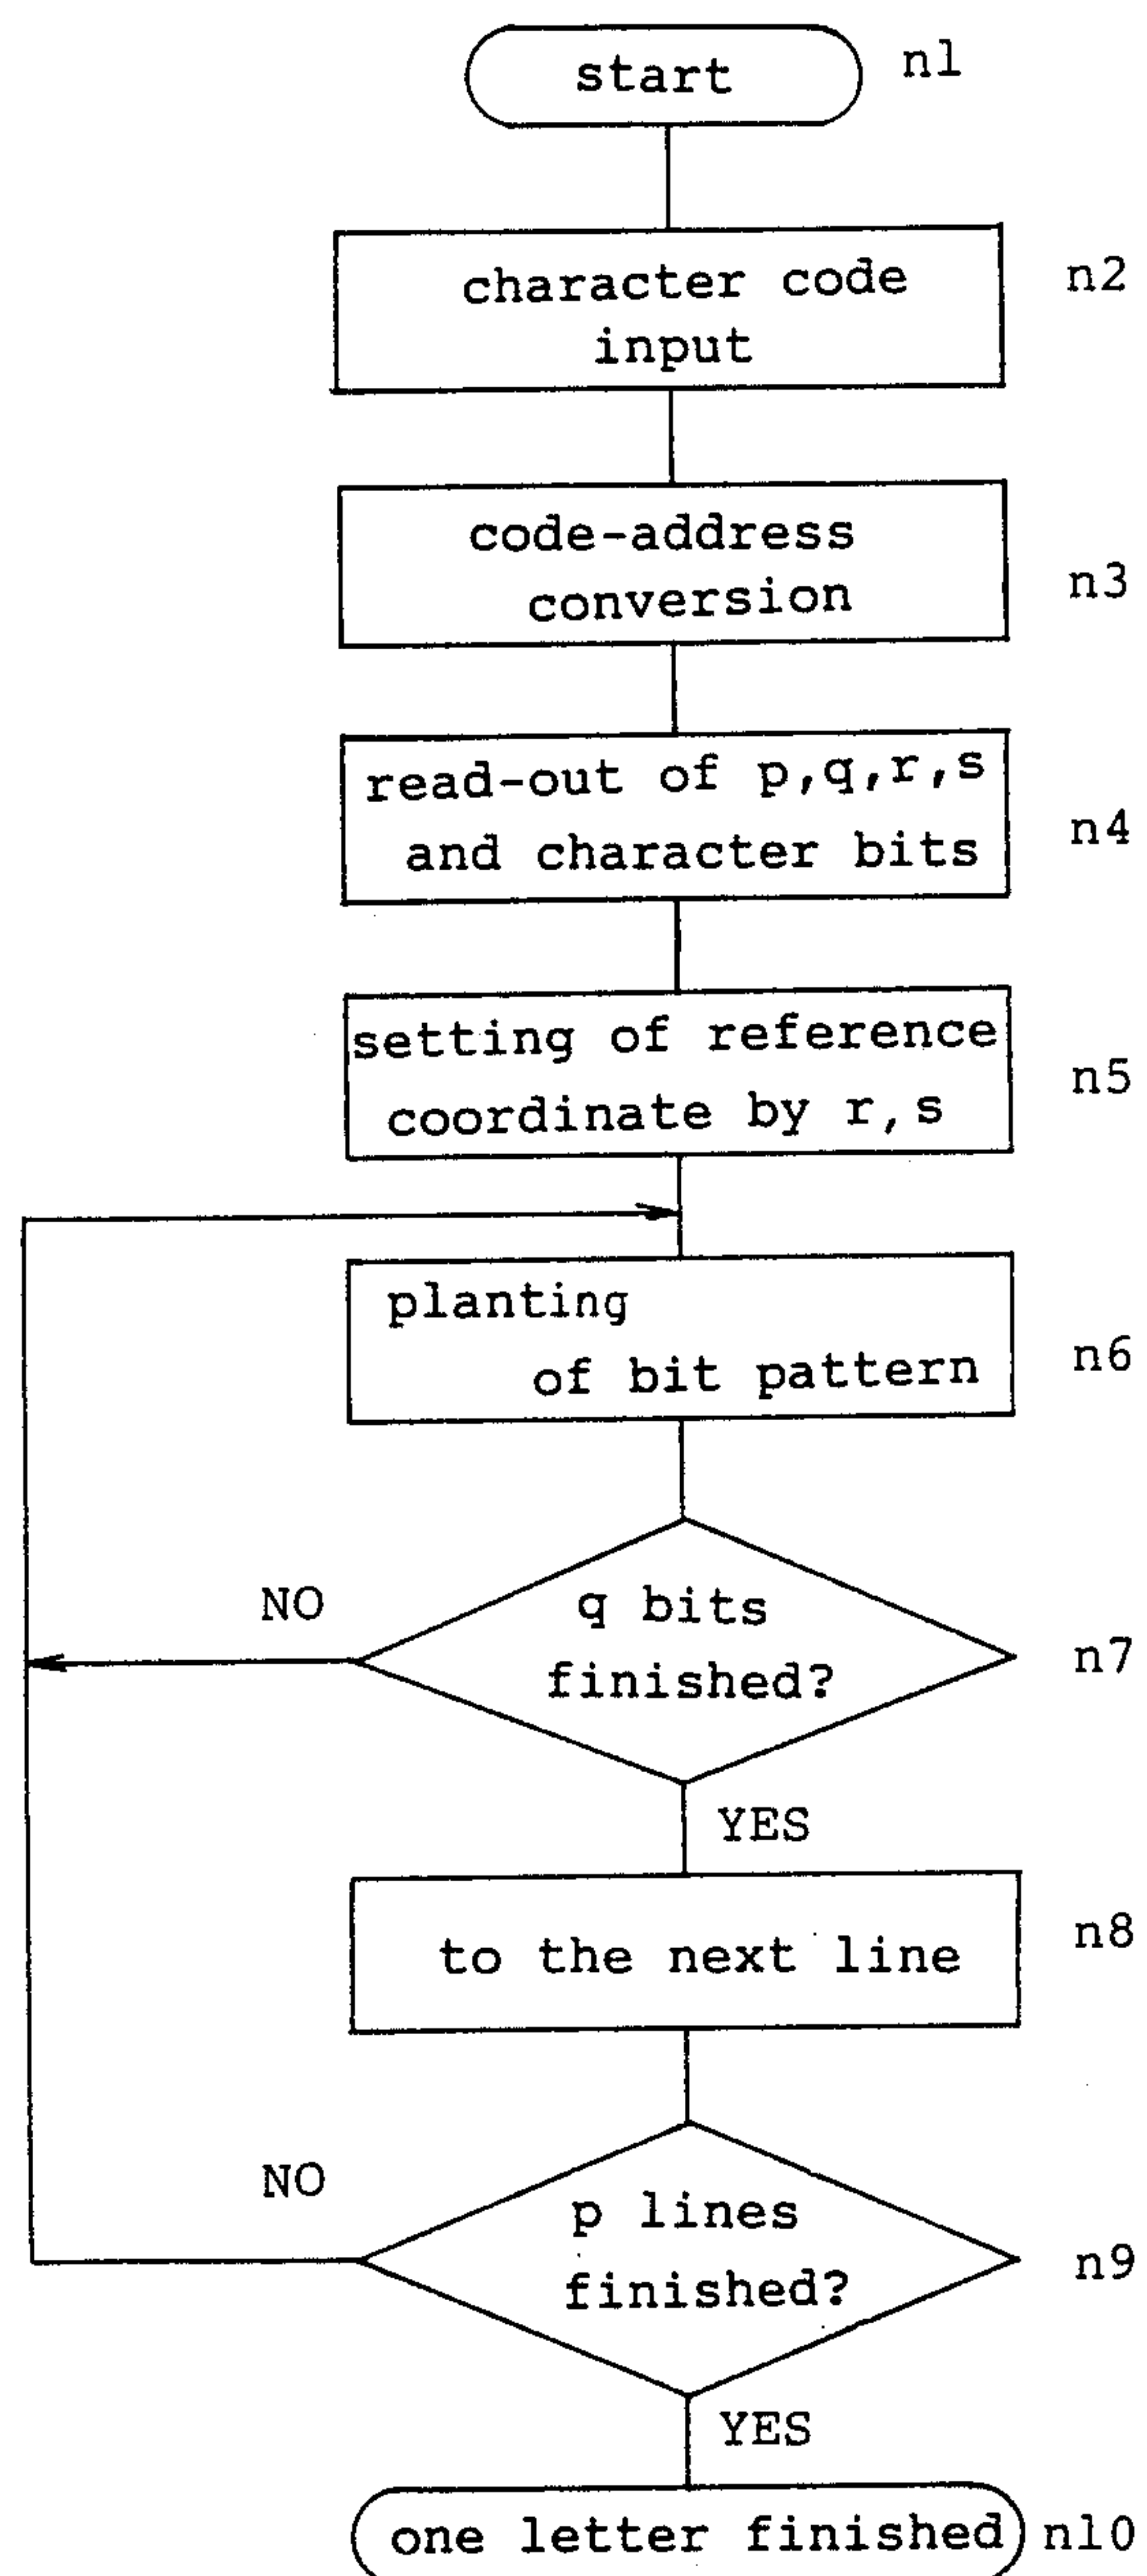 start n1
character code n2
input
code-address
conversion n3
read-out of p,q,r,s
and character bits n4
setting of reference
coordinate by r,s n5
planting
of bit pattern n6
NO q bits
finished? n7
YES
to the next line n8
NO p lines
finished? n9
YES
one letter finished n10